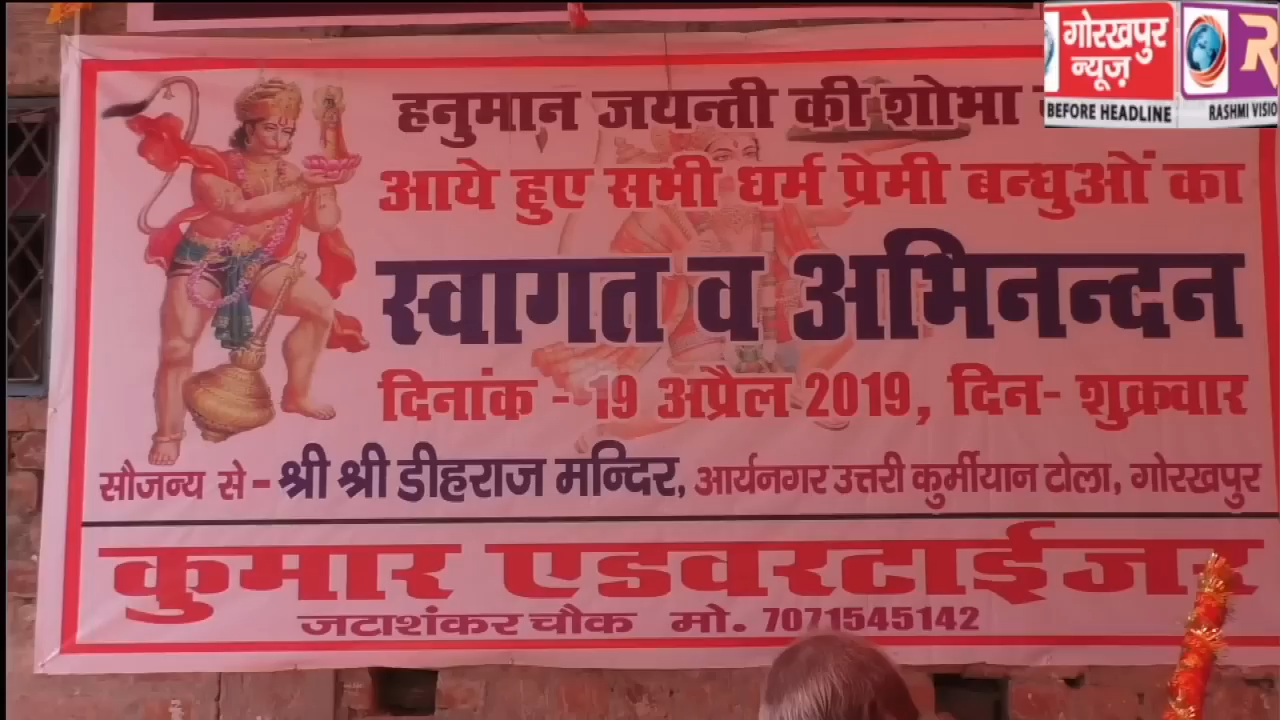 हनुमान जयन्ती की शोभा
आये हुए सभी धर्म प्रेमी बन्धुओं का
स्वागत व अभिनन्दन
दिनांक - 19 अप्रैल 2019, दिन- शुक्रवार
सौजन्य से - श्री श्री डीहराज मन्दिर, आर्यनगर उत्तरी कुर्मीयान टोला, गोरखपुर
कुमार एडवरटाईजर
जटाशंकर चौक मो. 7071545142
गोरखपुर
न्यूज़
BEFORE HEADLINE
R
RASHMI VISIO